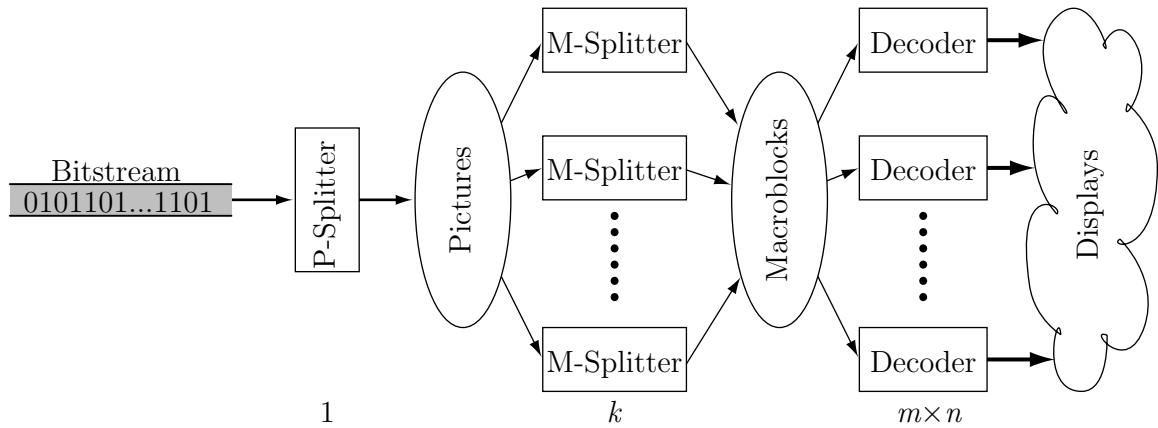 Bitstream
0101101...1101
P-Splitter
Pictures
M-Splitter
M-Splitter
M-Splitter
Macroblocks
Decoder
Decoder
Decoder
Displays
1
k
m×n